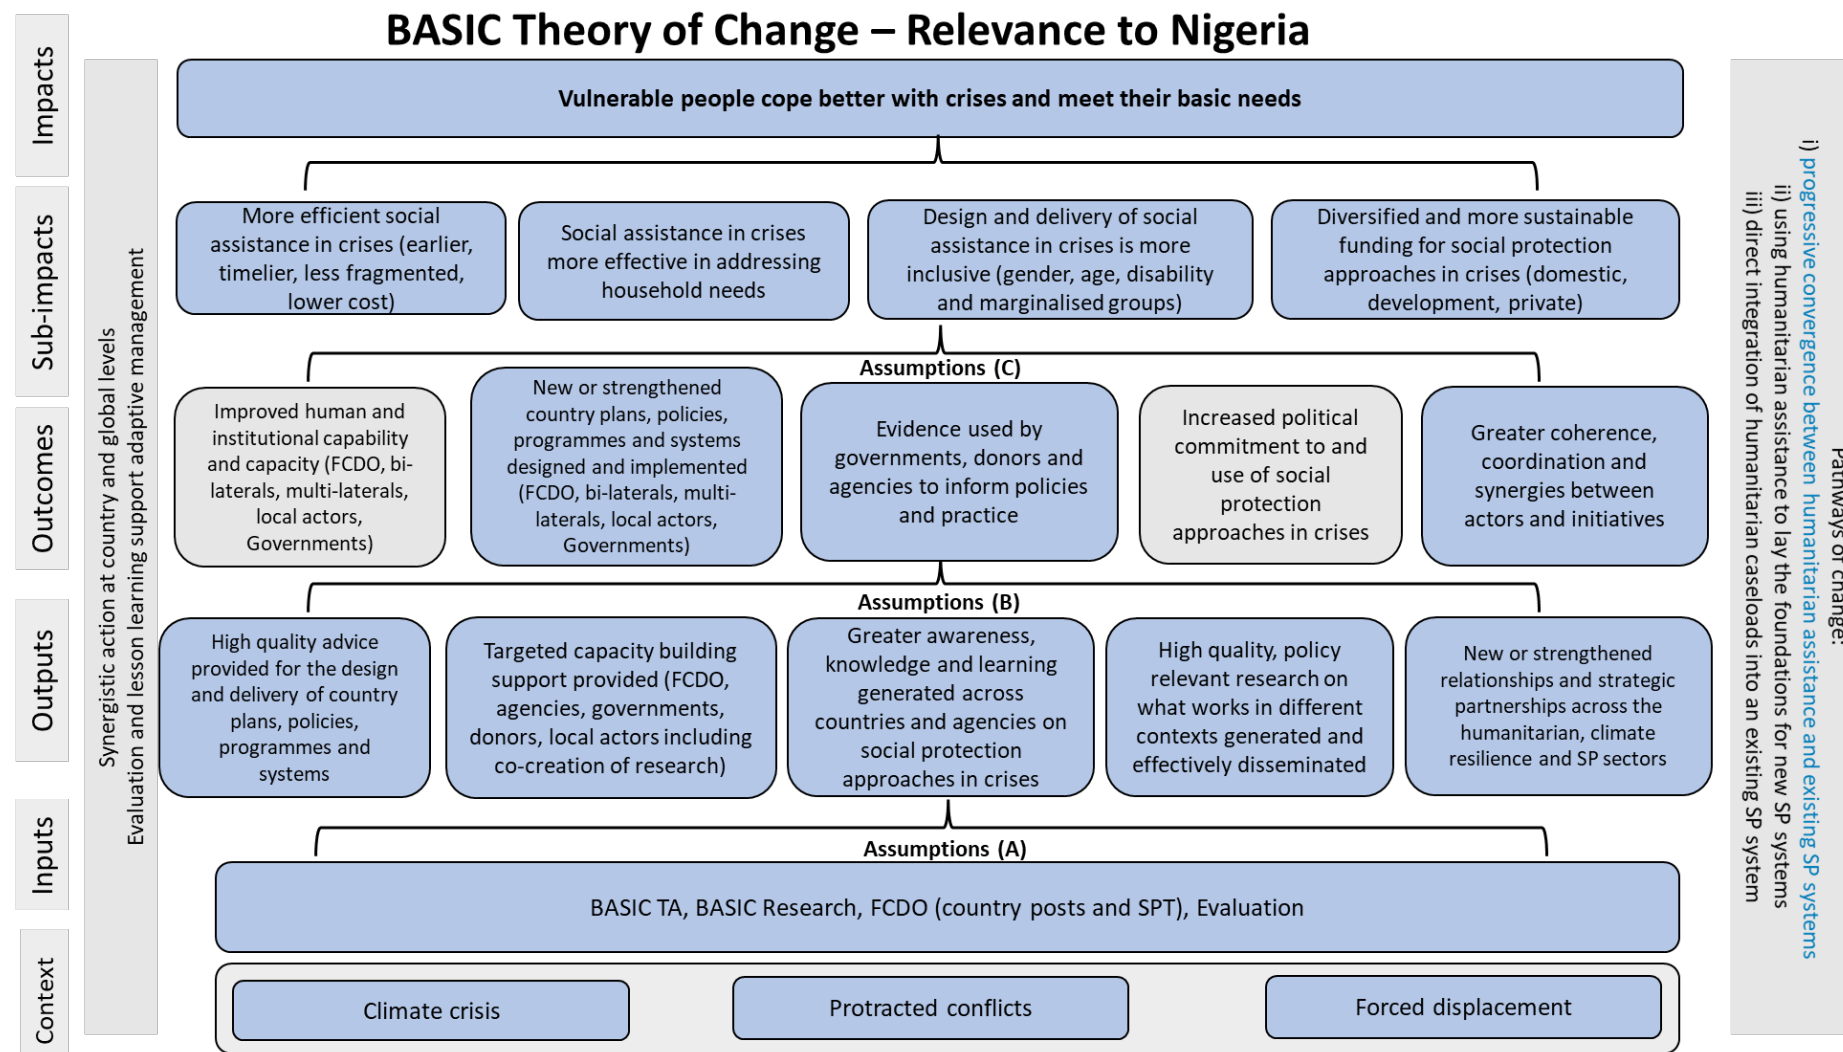 BASIC Theory of Change – Relevance to Nigeria
Impacts
Vulnerable people cope better with crises and meet their basic needs
Sub-impacts
More efficient social
assistance in crises (earlier,
timelier, less fragmented,
lower cost)
Social assistance in crises
more effective in addressing
household needs
Design and delivery of social
assistance in crises is more
inclusive (gender, age, disability
and marginalised groups)
Diversified and more sustainable
funding for social protection
approaches in crises (domestic,
development, private)
Assumptions (C)
Outcomes
Improved human and
institutional capability
and capacity (FCDO, bi-
laterals, multi-laterals,
local actors,
Governments)
New or strengthened
country plans, policies,
programmes and systems
designed and implemented
(FCDO, bi-laterals, multi-
laterals, local actors,
Governments)
Evidence used by
governments, donors and
agencies to inform policies
and practice
Increased political
commitment to and
use of social
protection
approaches in crises
Greater coherence,
coordination and
synergies between
actors and initiatives
Assumptions (B)
Outputs
High quality advice
provided for the design
and delivery of country
plans, policies,
programmes and
systems
Targeted capacity building
support provided (FCDO,
agencies, governments,
donors, local actors including
co-creation of research)
Greater awareness,
knowledge and learning
generated across
countries and agencies on
social protection
approaches in crises
High quality, policy
relevant research on
what works in different
contexts generated and
effectively disseminated
New or strengthened
relationships and strategic
partnerships across the
humanitarian, climate
resilience and SP sectors
Assumptions (A)
Inputs
BASIC TA, BASIC Research, FCDO (country posts and SPT), Evaluation
Context
Climate crisis
Protracted conflicts
Forced displacement
Synergistic action at country and global levels
Evaluation and lesson learning support adaptive management
Pathways of change:
i) progressive convergence between humanitarian assistance and existing SP systems
ii) using humanitarian assistance to lay the foundations for new SP systems
iii) direct integration of humanitarian caseloads into an existing SP system